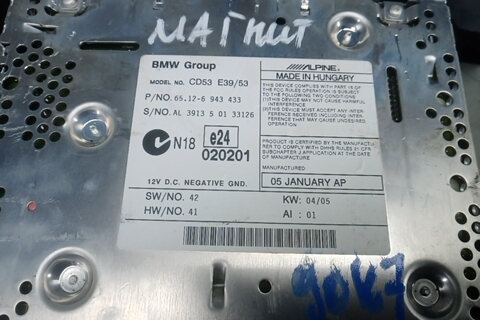 МАГНИТ
BMW Group
ALPINE
MADE IN HUNGARY
MODEL NO. CD53 E39/53
P/NO. 65.12-6 943 433
S/NO. AL 3913 5 01 33126
THIS DEVICE COMPLIES WITH PART 15 OF
THE FCC RULES OPERATION IS SUBJECT
TO THE FOLLOWING TWO CONDITIONS
(1)THIS DEVICE MAY NOT CAUSE HARMFUL
INTERFERENCE
(2)THIS DEVICE MUST ACCEPT ANY INTER-
FERENCE RECEIVED INCLUDING INTER-
FERENCE THAT MAY CAUSE UNDESIRED
OPERATION
N18
e24
020201
PRODUCT IS CERTIFIED BY MANUFACTURER
TO COMPLY WITH DHHS RULES 21 CFR
SUBCHAPTER J APPLICABLE AT DATE OF
MANUFACTURE
MANUFACTURED
12V D.C. NEGATIVE GND.
05 JANUARY AP
SW/NO. 42
KW: 04/05
HW/NO. 41
AI : 01